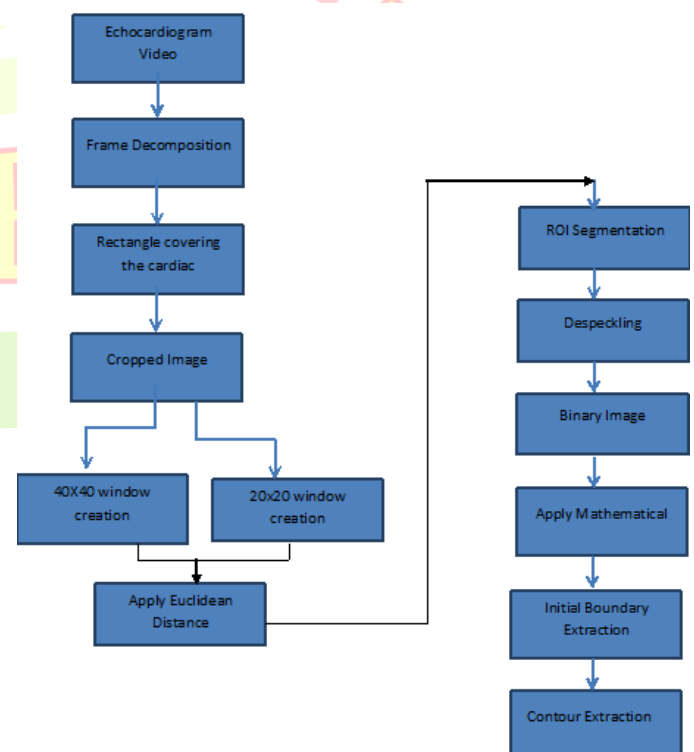 Echocardiogram
Video
Frame Decomposition
Rectangle covering
the cardiac
Cropped Image
40X40 window
creation
20x20 window
creation
Apply Euclidean
Distance
ROI Segmentation
Despeckling
Binary Image
Apply Mathematical
Initial Boundary
Extraction
Contour Extraction